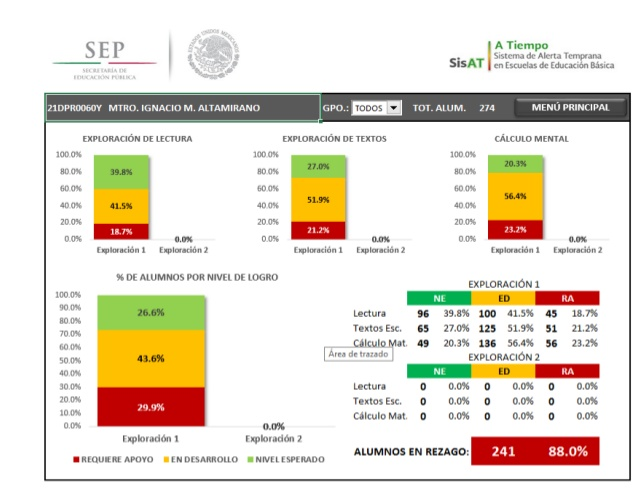 SEP
SECRETARÍA DE
EDUCACIÓN PÚBLICA
ESTADOS UNIDOS MEXICANOS
SisAT
A Tiempo
Sistema de Alerta Temprana
en Escuelas de Educación Básica
21DPR0060Y MTRO. IGNACIO M. ALTAMIRANO GPO.: TODOS TOT. ALUM. 274 MENÚ PRINCIPAL
EXPLORACIÓN DE LECTURA
100.0%
80.0%
60.0%
40.0%
20.0%
0.0%
39.8%
41.5%
18.7%
0.0%
Exploración 1 Exploración 2
EXPLORACIÓN DE TEXTOS
100.0%
80.0%
60.0%
40.0%
20.0%
0.0%
27.0%
51.9%
21.2%
0.0%
Exploración 1 Exploración 2
CÁLCULO MENTAL
100.0%
80.0%
60.0%
40.0%
20.0%
0.0%
20.3%
56.4%
23.2%
0.0%
Exploración 1 Exploración 2
% DE ALUMNOS POR NIVEL DE LOGRO
100.0%
90.0%
80.0%
70.0%
60.0%
50.0%
40.0%
30.0%
20.0%
10.0%
0.0%
26.6%
43.6%
29.9%
0.0%
Exploración 1 Exploración 2
REQUIERE APOYO EN DESARROLLO NIVEL ESPERADO
Área de trazado
EXPLORACIÓN 1
NE ED RA
Lectura 96 39.8% 100 41.5% 45 18.7%
Textos Esc. 65 27.0% 125 51.9% 51 21.2%
Cálculo Mat. 49 20.3% 136 56.4% 56 23.2%
EXPLORACIÓN 2
NE ED RA
Lectura 0 0.0% 0 0.0% 0 0.0%
Textos Esc. 0 0.0% 0 0.0% 0 0.0%
Cálculo Mat. 0 0.0% 0 0.0% 0 0.0%
ALUMNOS EN REZAGO: 241 88.0%